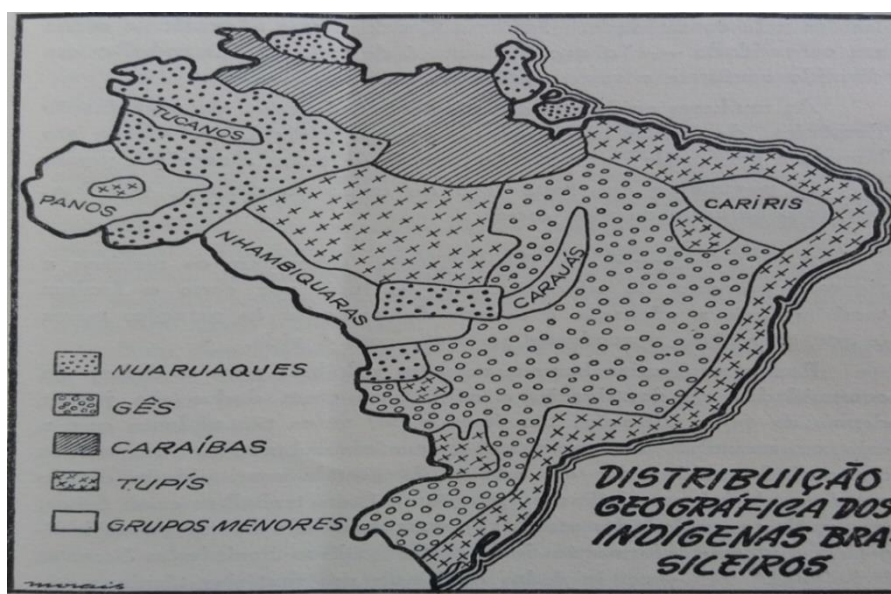 TUCANOS
PANOS
NHAMBIQUARAS
CARAJÁS
CARIRIS
NUARUAQUES
GÊS
CARAÍBAS
TUPÍS
GRUPOS MENORES
DISTRIBUIÇÃO
GEOGRÁFICA DOS
INDÍGENAS BRA-
SILEIROS
morais